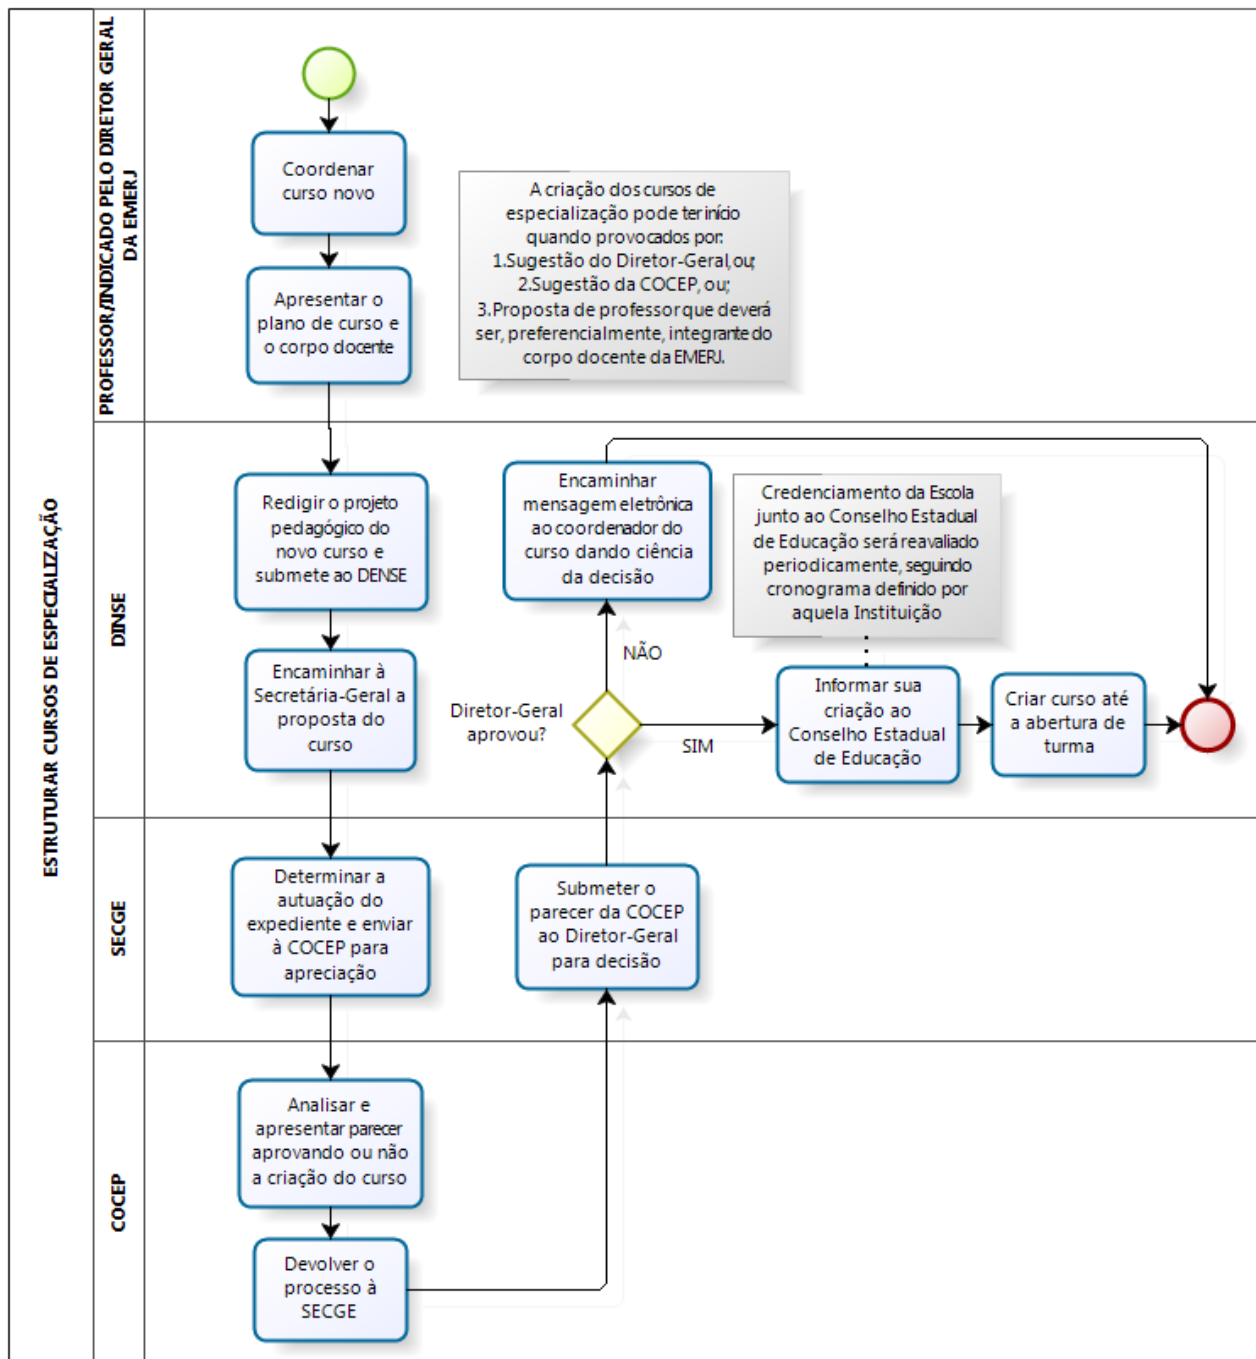 ESTRUTURAR CURSOS DE ESPECIALIZAÇÃO
PROFESSOR/INDICADO PELO DIRETOR GERAL
DA EMERJ
Coordenar
curso novo
Apresentar o
plano de curso e
o corpo docente
A criação dos cursos de
especialização pode ter início
quando provocados por:
1.Sugestão do Diretor-Geral, ou;
2.Sugestão da COCEP, ou;
3.Proposta de professor que deverá
ser, preferencialmente, integrante do
corpo docente da EMERJ.
DINSE
Redigir o projeto
pedagógico do
novo curso e
submete ao DENSE
Encaminhar à
Secretária-Geral a
proposta do
curso
Encaminhar
mensagem eletrônica
ao coordenador do
curso dando ciência
da decisão
Credenciamento da Escola
junto ao Conselho Estadual
de Educação será reavaliado
periodicamente, seguindo
cronograma definido por
aquela Instituição
NÃO
Diretor-Geral
aprovou?
SIM
Informar sua
criação ao
Conselho Estadual
de Educação
Criar curso até
a abertura de
turma
SECGE
Determinar a
autuação do
expediente e enviar
à COCEP para
apreciação
Submeter o
parecer da COCEP
ao Diretor-Geral
para decisão
COCEP
Analisar e
apresentar parecer
aprovando ou não
a criação do curso
Devolver o
processo à
SECGE